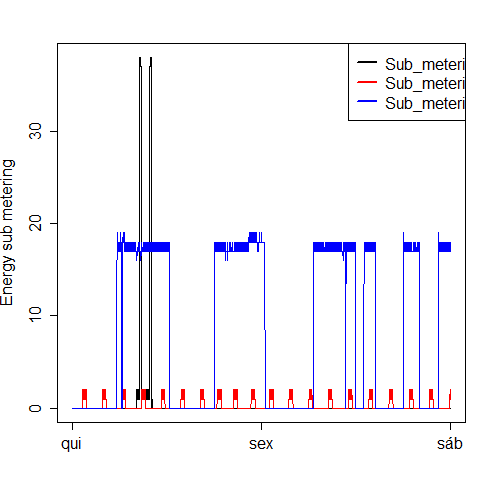 Sub_meteri
Sub_meteri
Sub_meteri
Energy sub metering
30
20
10
0
qui
sex
sáb